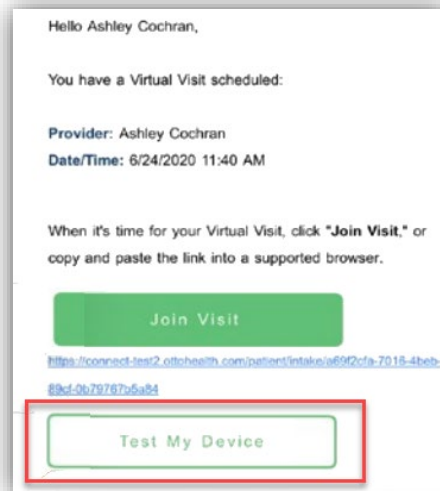 Hello Ashley Cochran,
You have a Virtual Visit scheduled:
Provider: Ashley Cochran
Date/Time: 6/24/2020 11:40 AM
When it's time for your Virtual Visit, click "Join Visit," or
copy and paste the link into a supported browser.
Join Visit
https://connect-test2.ottohealth.com/patient/intake/a69f2cfa-7016-4beb-
89cf-0b79767b5a84
Test My Device